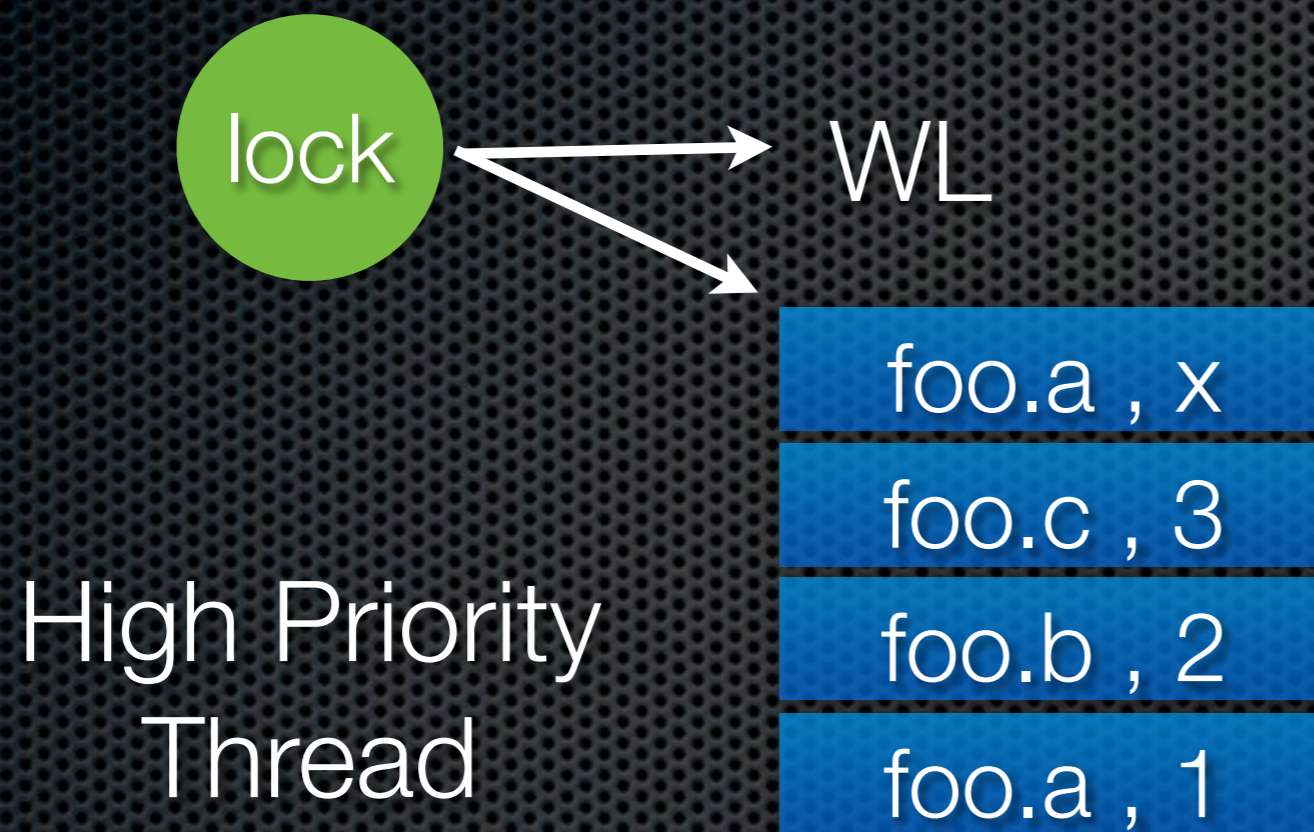 lock
WL
foo.a , x
foo.c , 3
foo.b , 2
foo.a , 1
High Priority
Thread